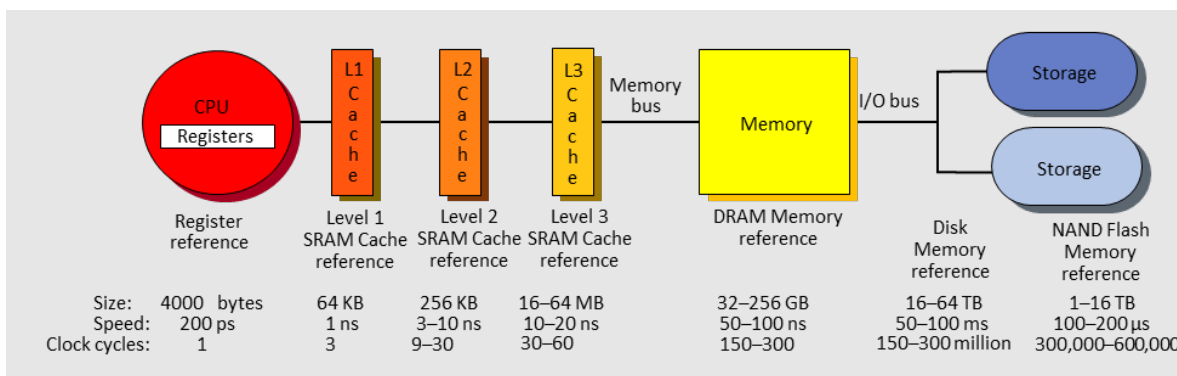 CPU
Registers
L1
C
a
c
h
e
L2
C
a
c
h
e
L3
C
a
c
h
e
Memory
bus
Memory
I/O bus
Storage
Storage
Register
reference
Level 1
SRAM Cache
reference
Level 2
SRAM Cache
reference
Level 3
SRAM Cache
reference
DRAM Memory
reference
Disk
Memory
reference
NAND Flash
Memory
reference
Size: 4000 bytes 64 KB 256 KB 16–64 MB 32–256 GB 16–64 TB 1–16 TB
Speed: 200 ps 1 ns 3–10 ns 10–20 ns 50–100 ns 50–100 ms 100–200 µs
Clock cycles: 1 3 9–30 30–60 150–300 150–300 million 300,000–600,000